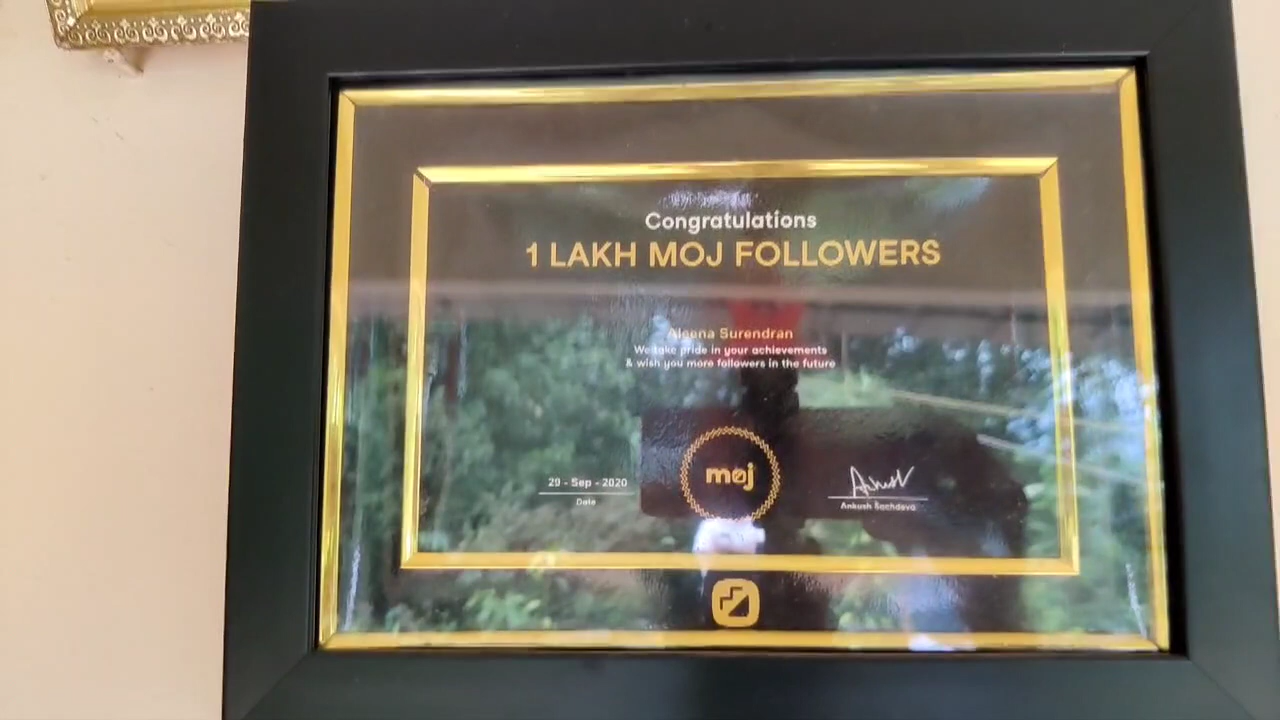 Congratulations
1 LAKH MOJ FOLLOWERS
Aleena Surendran
We take pride in your achievements
& wish you more followers in the future
29 - Sep - 2020
Date
moj
Ankush Sachdeva